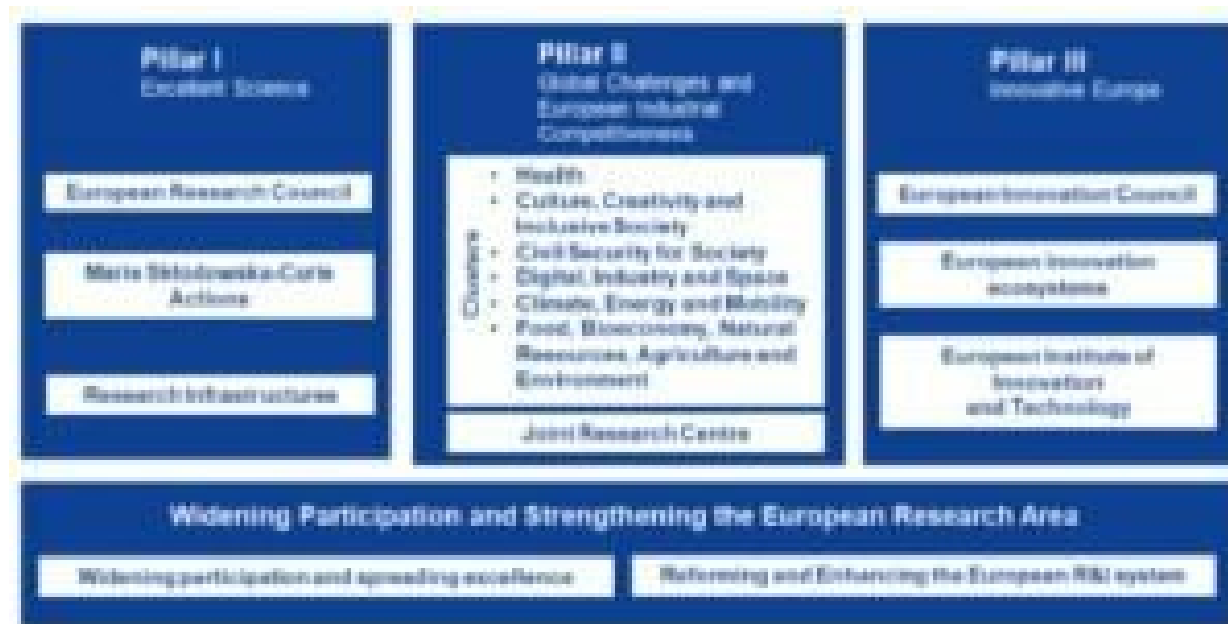 Pillar I
Excellent Science
European Research Council
Marie Skłodowska-Curie
Actions
Research Infrastructures
Pillar II
Global Challenges and
European Industrial
Competitiveness
Clusters
• Health
• Culture, Creativity and
Inclusive Society
• Civil Security for Society
• Digital, Industry and Space
• Climate, Energy and Mobility
• Food, Bioeconomy, Natural
Resources, Agriculture and
Environment
Joint Research Centre
Pillar III
Innovative Europe
European Innovation Council
European innovation
ecosystems
European Institute of
Innovation
and Technology
Widening Participation and Strengthening the European Research Area
Widening participation and spreading excellence
Reforming and Enhancing the European R&I system